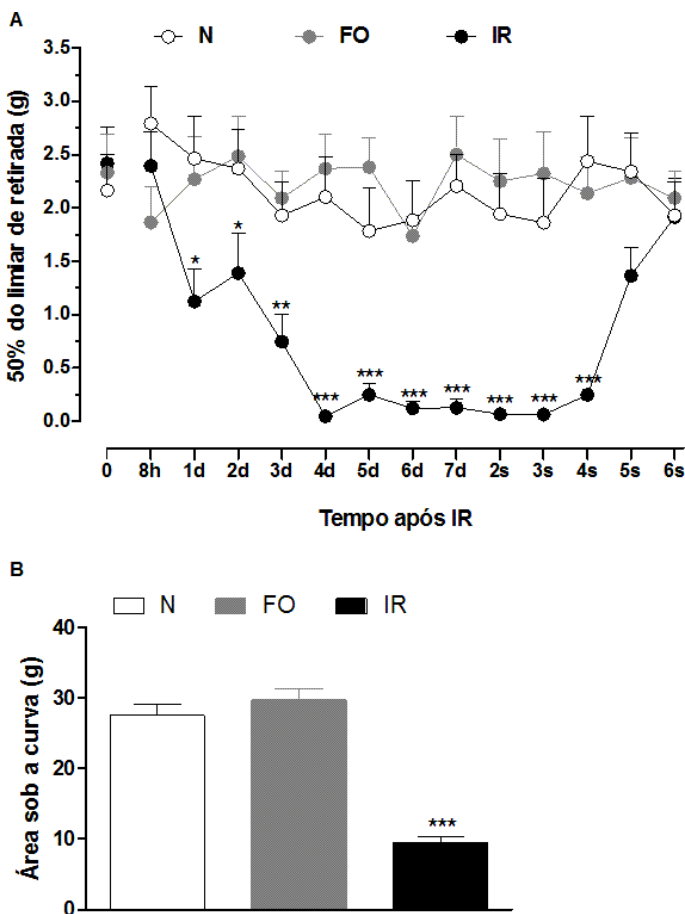 A
N FO IR
50% do limiar de retirada (g)
3.5
3.0
2.5
2.0
1.5
1.0
0.5
0.0
* * ** *** *** *** *** *** *** ***
0 8h 1d 2d 3d 4d 5d 6d 7d 2s 3s 4s 5s 6s
Tempo após IR
B
N FO IR
Área sob a curva (g)
40
30
20
10
0
***